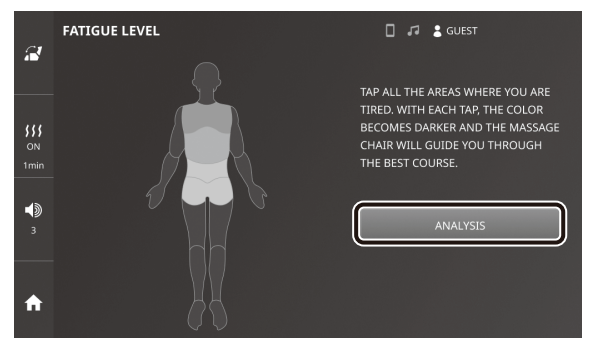 FATIGUE LEVEL
GUEST
ON
1min
3
TAP ALL THE AREAS WHERE YOU ARE
TIRED. WITH EACH TAP, THE COLOR
BECOMES DARKER AND THE MASSAGE
CHAIR WILL GUIDE YOU THROUGH
THE BEST COURSE.
ANALYSIS